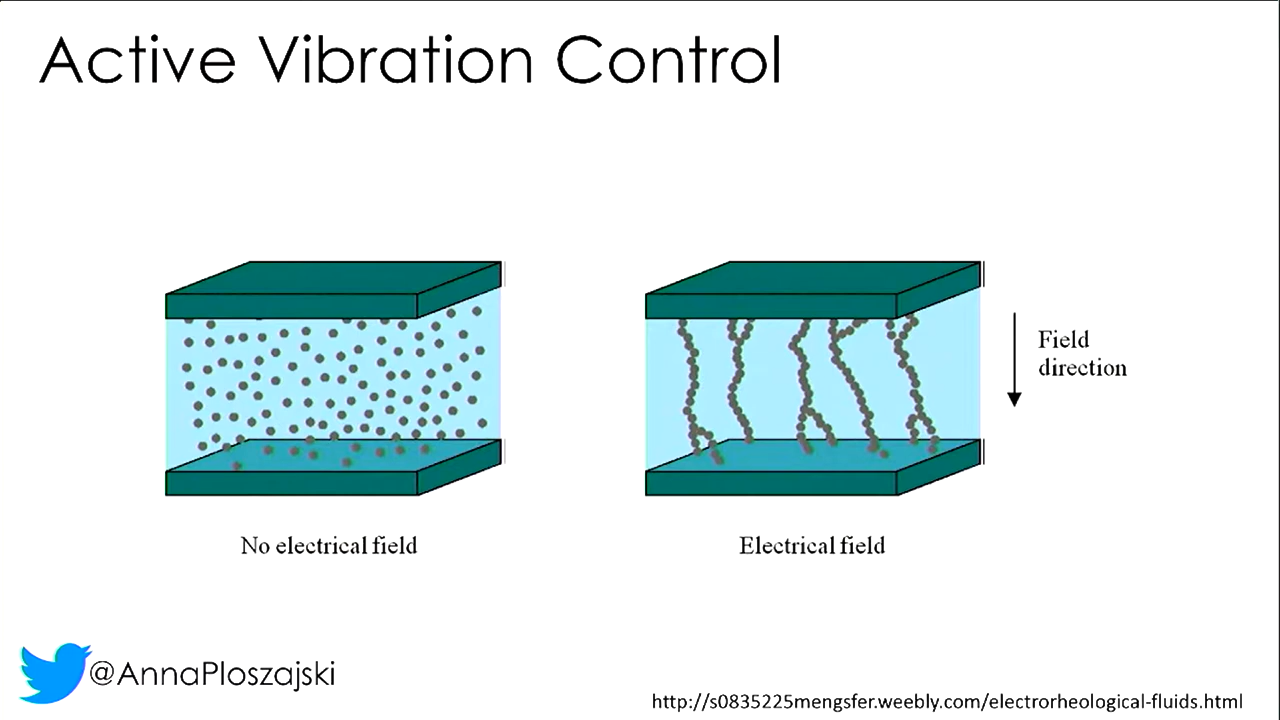 Active Vibration Control
Field
direction
No electrical field
Electrical field
@AnnaPloszajski
http://s0835225mengsfer.weebly.com/electrorheological-fluids.html